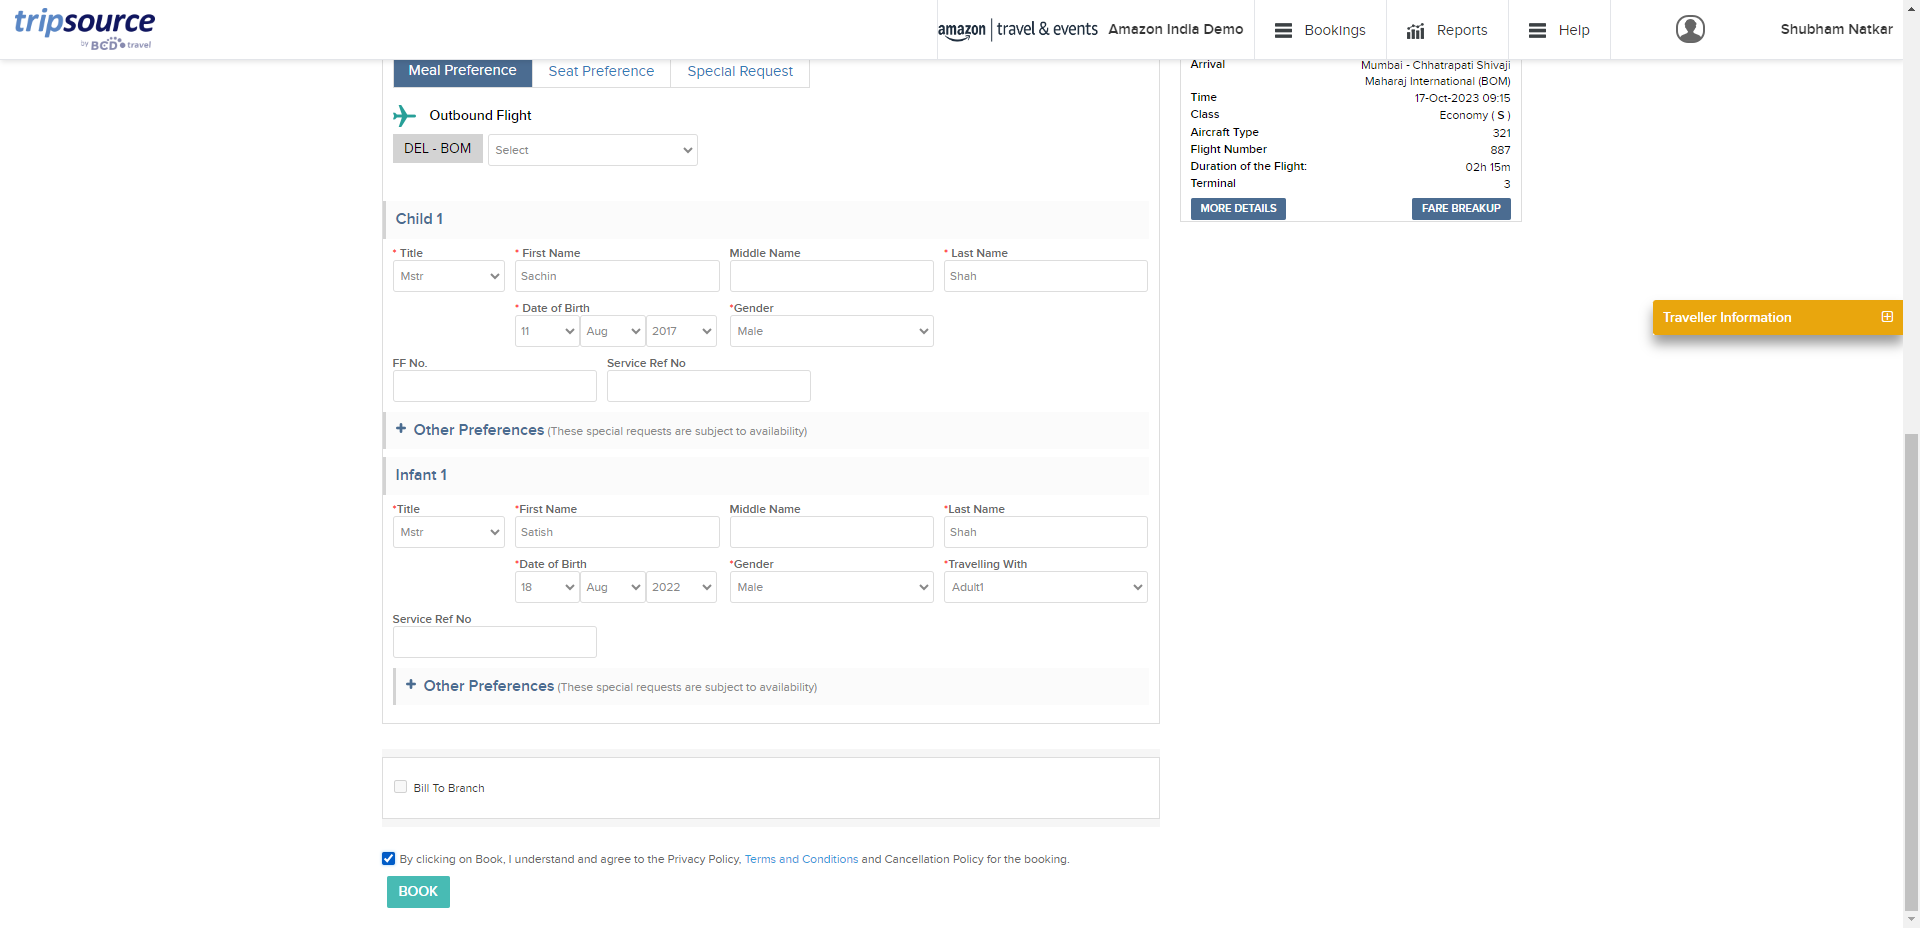 tripsource
by BCD travel
amazon | travel & events Amazon India Demo
Bookings
Reports
Help
Shubham Natkar
Meal Preference
Seat Preference
Special Request
Outbound Flight
DEL - BOM
Select
Child 1
* Title
* First Name
Middle Name
* Last Name
Mstr
Sachin
Shah
* Date of Birth
*Gender
11
Aug
2017
Male
FF No.
Service Ref No
+ Other Preferences (These special requests are subject to availability)
Infant 1
*Title
*First Name
Middle Name
*Last Name
Mstr
Satish
Shah
*Date of Birth
*Gender
*Travelling With
18
Aug
2022
Male
Adult1
Service Ref No
+ Other Preferences (These special requests are subject to availability)
Bill To Branch
By clicking on Book, I understand and agree to the Privacy Policy, Terms and Conditions and Cancellation Policy for the booking.
BOOK
Arrival
Mumbai - Chhatrapati Shivaji
Maharaj International (BOM)
Time
17-Oct-2023 09:15
Class
Economy ( S )
Aircraft Type
321
Flight Number
887
Duration of the Flight:
02h 15m
Terminal
3
MORE DETAILS
FARE BREAKUP
Traveller Information